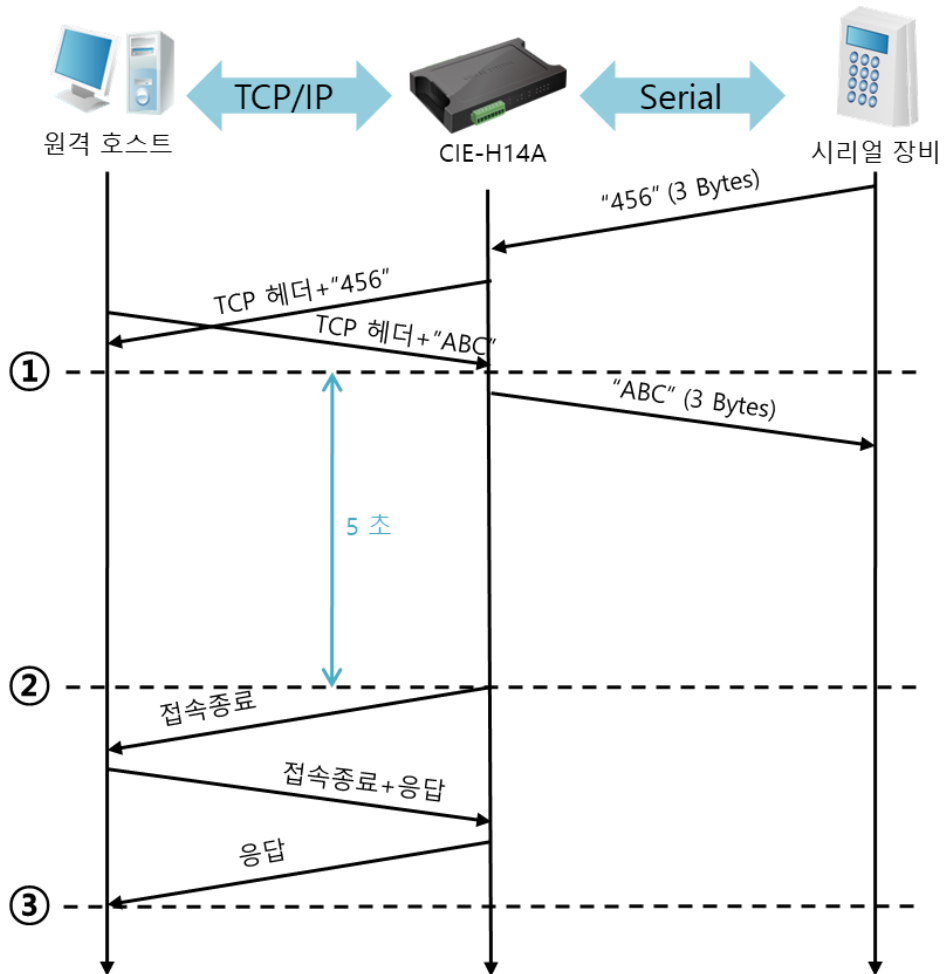 TCP/IP
Serial
원격 호스트
CIE-H14A
시리얼 장비
"456" (3 Bytes)
TCP 헤더+"456"
TCP 헤더+"ABC"
①
"ABC" (3 Bytes)
5 초
②
접속종료
접속종료+응답
응답
③